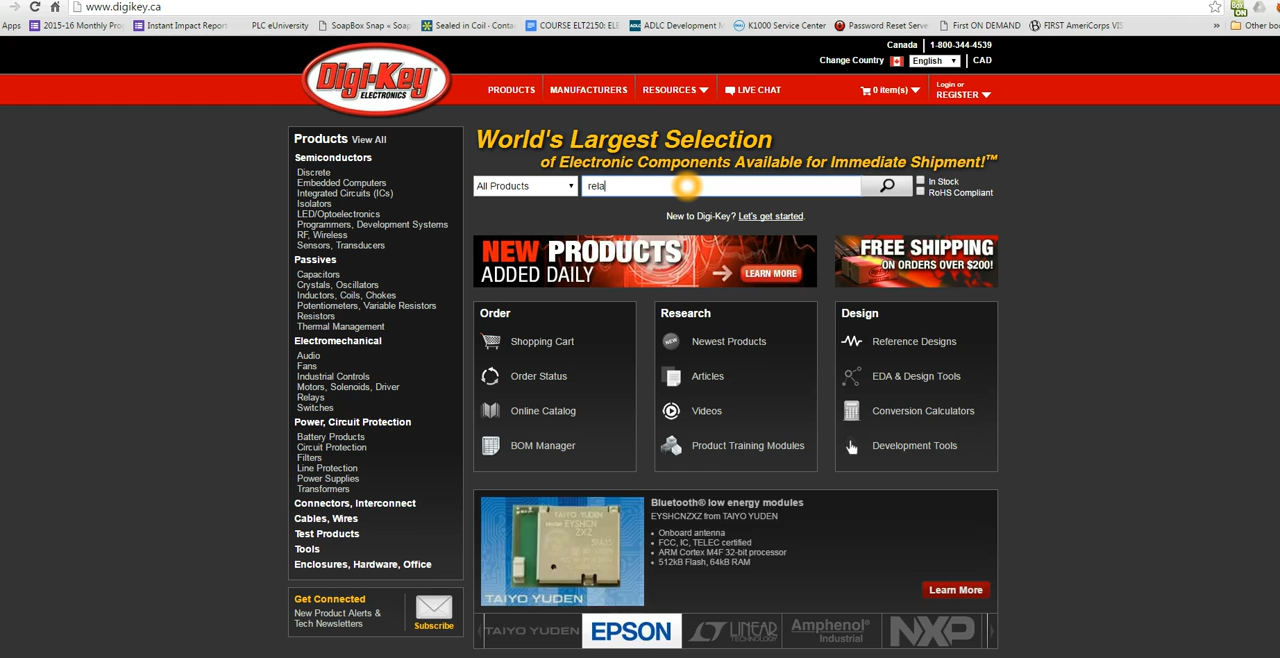 www.digikey.ca
Apps
2015-16 Monthly Pro
Instant Impact Report
PLC eUniversity
SoapBox Snap « Soap
Sealed in Coil - Contac
COURSE ELT2150: ELE
ADLC Development M
K1000 Service Center
Password Reset Serve
First ON DEMAND
FIRST AmeriCorps VIS
»
Other boo
Box
ON
Canada
1-800-344-4539
Change Country
English
CAD
Digi-Key®
ELECTRONICS
PRODUCTS
MANUFACTURERS
RESOURCES
LIVE CHAT
0 item(s)
Login or
REGISTER
Products View All
Semiconductors
Discrete
Embedded Computers
Integrated Circuits (ICs)
Isolators
LED/Optoelectronics
Programmers, Development Systems
RF, Wireless
Sensors, Transducers
Passives
Capacitors
Crystals, Oscillators
Inductors, Coils, Chokes
Potentiometers, Variable Resistors
Resistors
Thermal Management
Electromechanical
Audio
Fans
Industrial Controls
Motors, Solenoids, Driver
Relays
Switches
Power, Circuit Protection
Battery Products
Circuit Protection
Filters
Line Protection
Power Supplies
Transformers
Connectors, Interconnect
Cables, Wires
Test Products
Tools
Enclosures, Hardware, Office
Get Connected
New Product Alerts &
Tech Newsletters
Subscribe
World's Largest Selection
of Electronic Components Available for Immediate Shipment!™
All Products
rela
In Stock
RoHS Compliant
New to Digi-Key? Let's get started.
NEW PRODUCTS
ADDED DAILY
LEARN MORE
FREE SHIPPING
ON ORDERS OVER $200!
Order
Shopping Cart
Order Status
Online Catalog
BOM Manager
Research
NEW
Newest Products
Articles
Videos
Product Training Modules
Design
Reference Designs
EDA & Design Tools
Conversion Calculators
Development Tools
TAIYO YUDEN
EYSHCN
ZXZ
TAIYO YUDEN
Bluetooth® low energy modules
EYSHCNZXZ from TAIYO YUDEN
• Onboard antenna
• FCC, IC, TELEC certified
• ARM Cortex M4F 32-bit processor
• 512kB Flash, 64kB RAM
Learn More
TAIYO YUDEN
EPSON
LINEAR
TECHNOLOGY
Amphenol®
Industrial
NXP